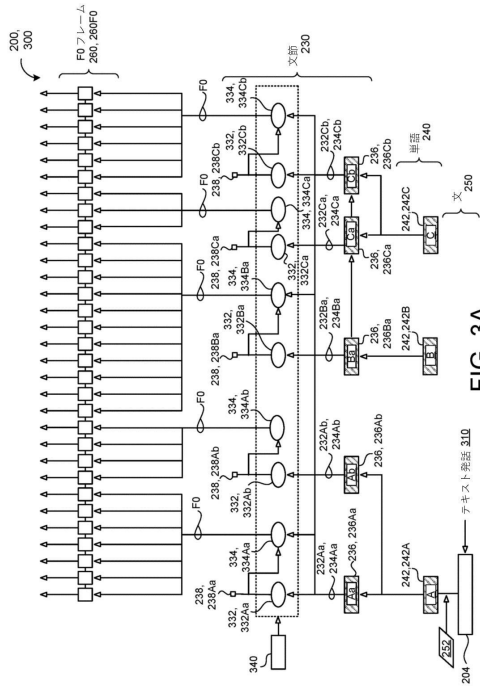 200,
300
F0 フレーム
260, 260F0
F0
F0
F0
F0
F0
文節 230
238,
238Aa
334,
334Aa
238, 238Ab
334, 334Ab
238, 238Ba
334,
334Ba
238, 238Ca
334, 334Ca
238, 238Cb
334,
334Cb
340
332,
332Aa
332,
332Ab
332,
332Ba
332,
332Ca
332,
332Cb
232Aa,
234Aa
232Ab,
234Ab
232Ba,
234Ba
232Ca,
234Ca
232Cb,
234Cb
Aa
236, 236Aa
Ab
236, 236Ab
Ba
236,
236Ba
Ca
236,
236Ca
Cb
236,
236Cb
単語 240
A
242, 242A
B
242, 242B
C
242, 242C
文 250
252
204
テキスト発話 310
FIG. 3A